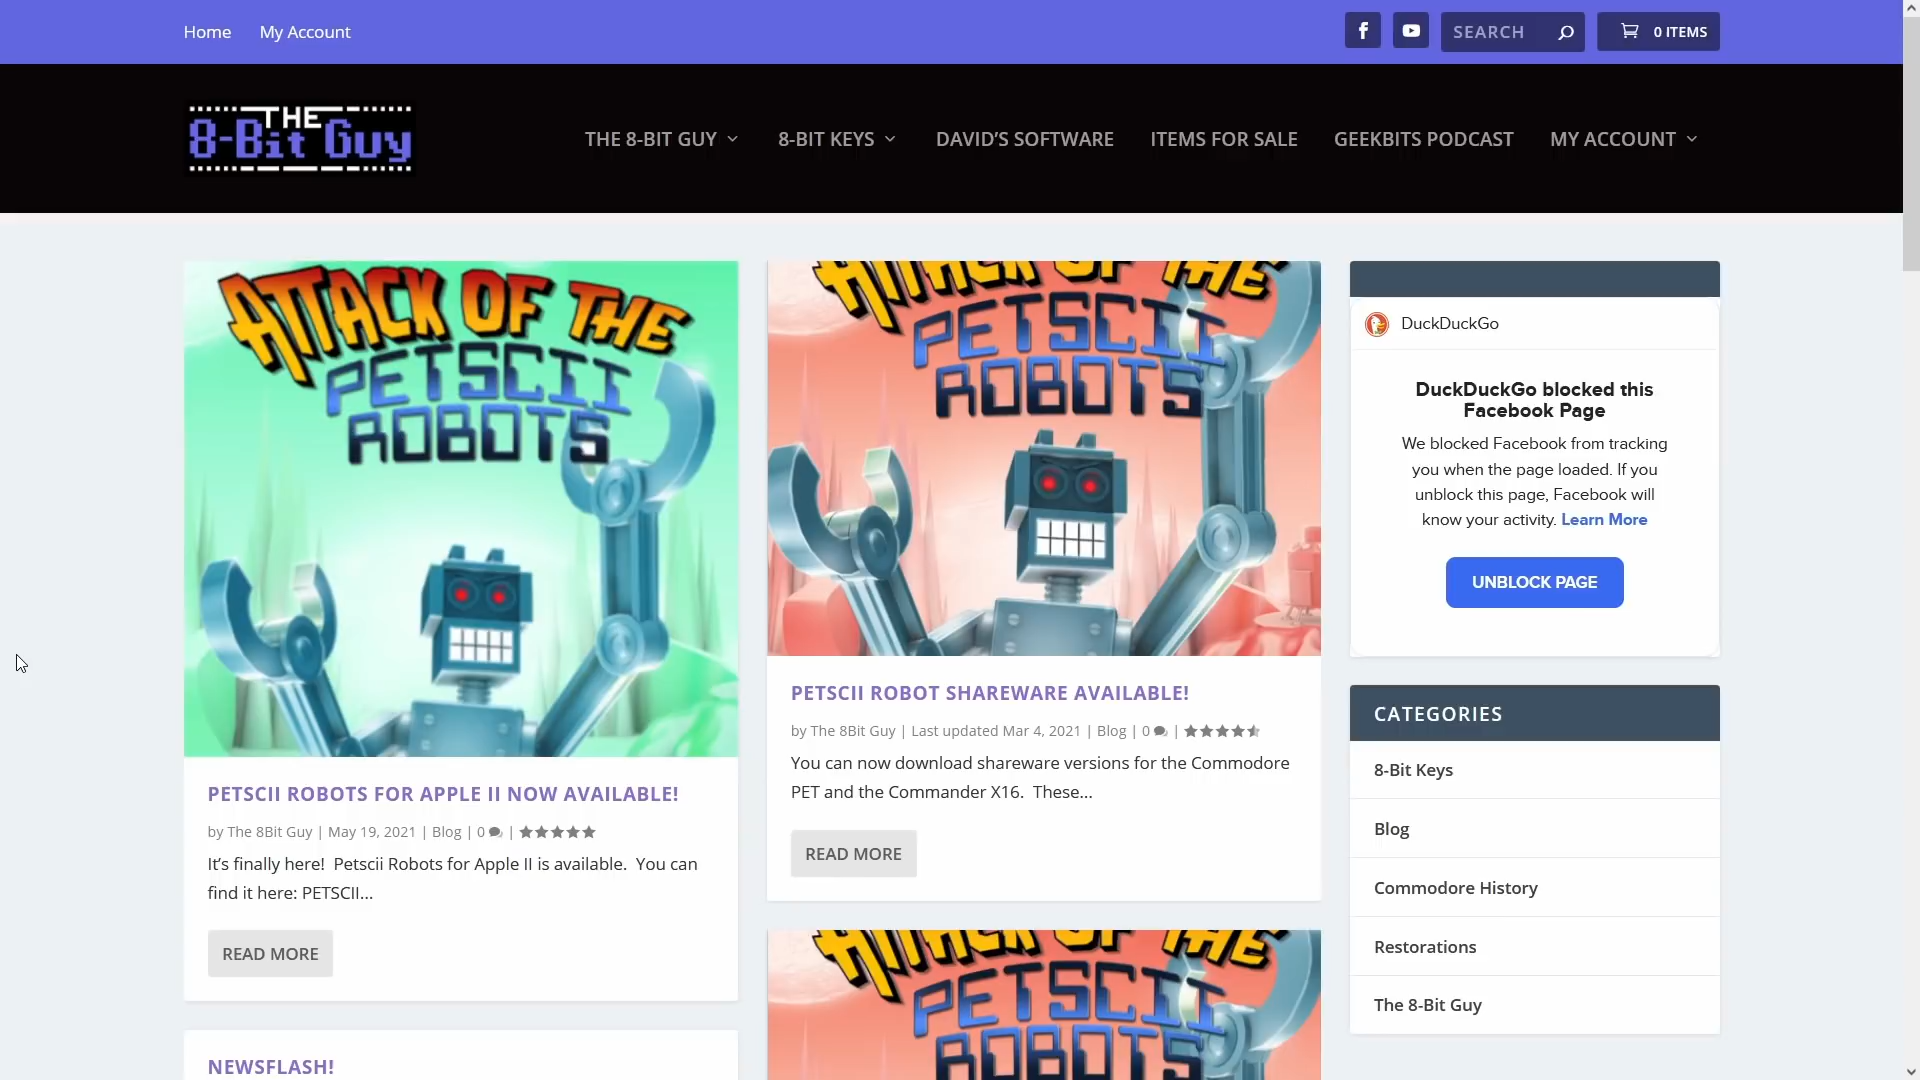 Home My Account
SEARCH
0 ITEMS
THE
8-Bit Guy
THE 8-BIT GUY
8-BIT KEYS
DAVID’S SOFTWARE
ITEMS FOR SALE
GEEKBITS PODCAST
MY ACCOUNT
ATTACK OF THE
PETSCII
ROBOTS
PETSCII ROBOTS FOR APPLE II NOW AVAILABLE!
by The 8Bit Guy | May 19, 2021 | Blog | 0 |
It’s finally here! Petscii Robots for Apple II is available. You can
find it here: PETSCII...
READ MORE
NEWSFLASH!
ATTACK OF THE
PETSCII
ROBOTS
PETSCII ROBOT SHAREWARE AVAILABLE!
by The 8Bit Guy | Last updated Mar 4, 2021 | Blog | 0 |
You can now download shareware versions for the Commodore
PET and the Commander X16. These...
READ MORE
ATTACK OF THE
PETSCII
ROBOTS
DuckDuckGo
DuckDuckGo blocked this
Facebook Page
We blocked Facebook from tracking
you when the page loaded. If you
unblock this page, Facebook will
know your activity. Learn More
UNBLOCK PAGE
CATEGORIES
8-Bit Keys
Blog
Commodore History
Restorations
The 8-Bit Guy